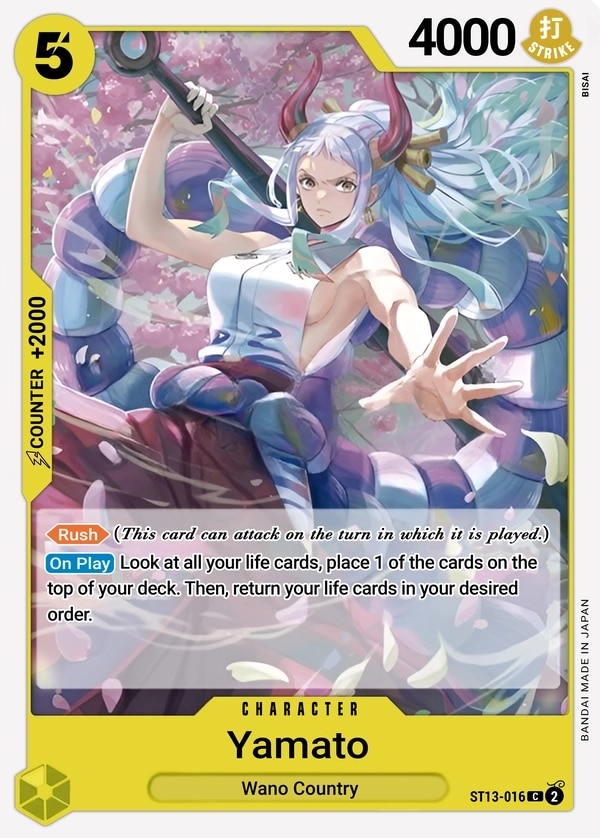 5
4000
打
STRIKE
BISAI
COUNTER +2000
Rush (This card can attack on the turn in which it is played.)
On Play Look at all your life cards, place 1 of the cards on the
top of your deck. Then, return your life cards in your desired
order.
BANDAI MADE IN JAPAN
CHARACTER
Yamato
Wano Country
ST13-016 C 2